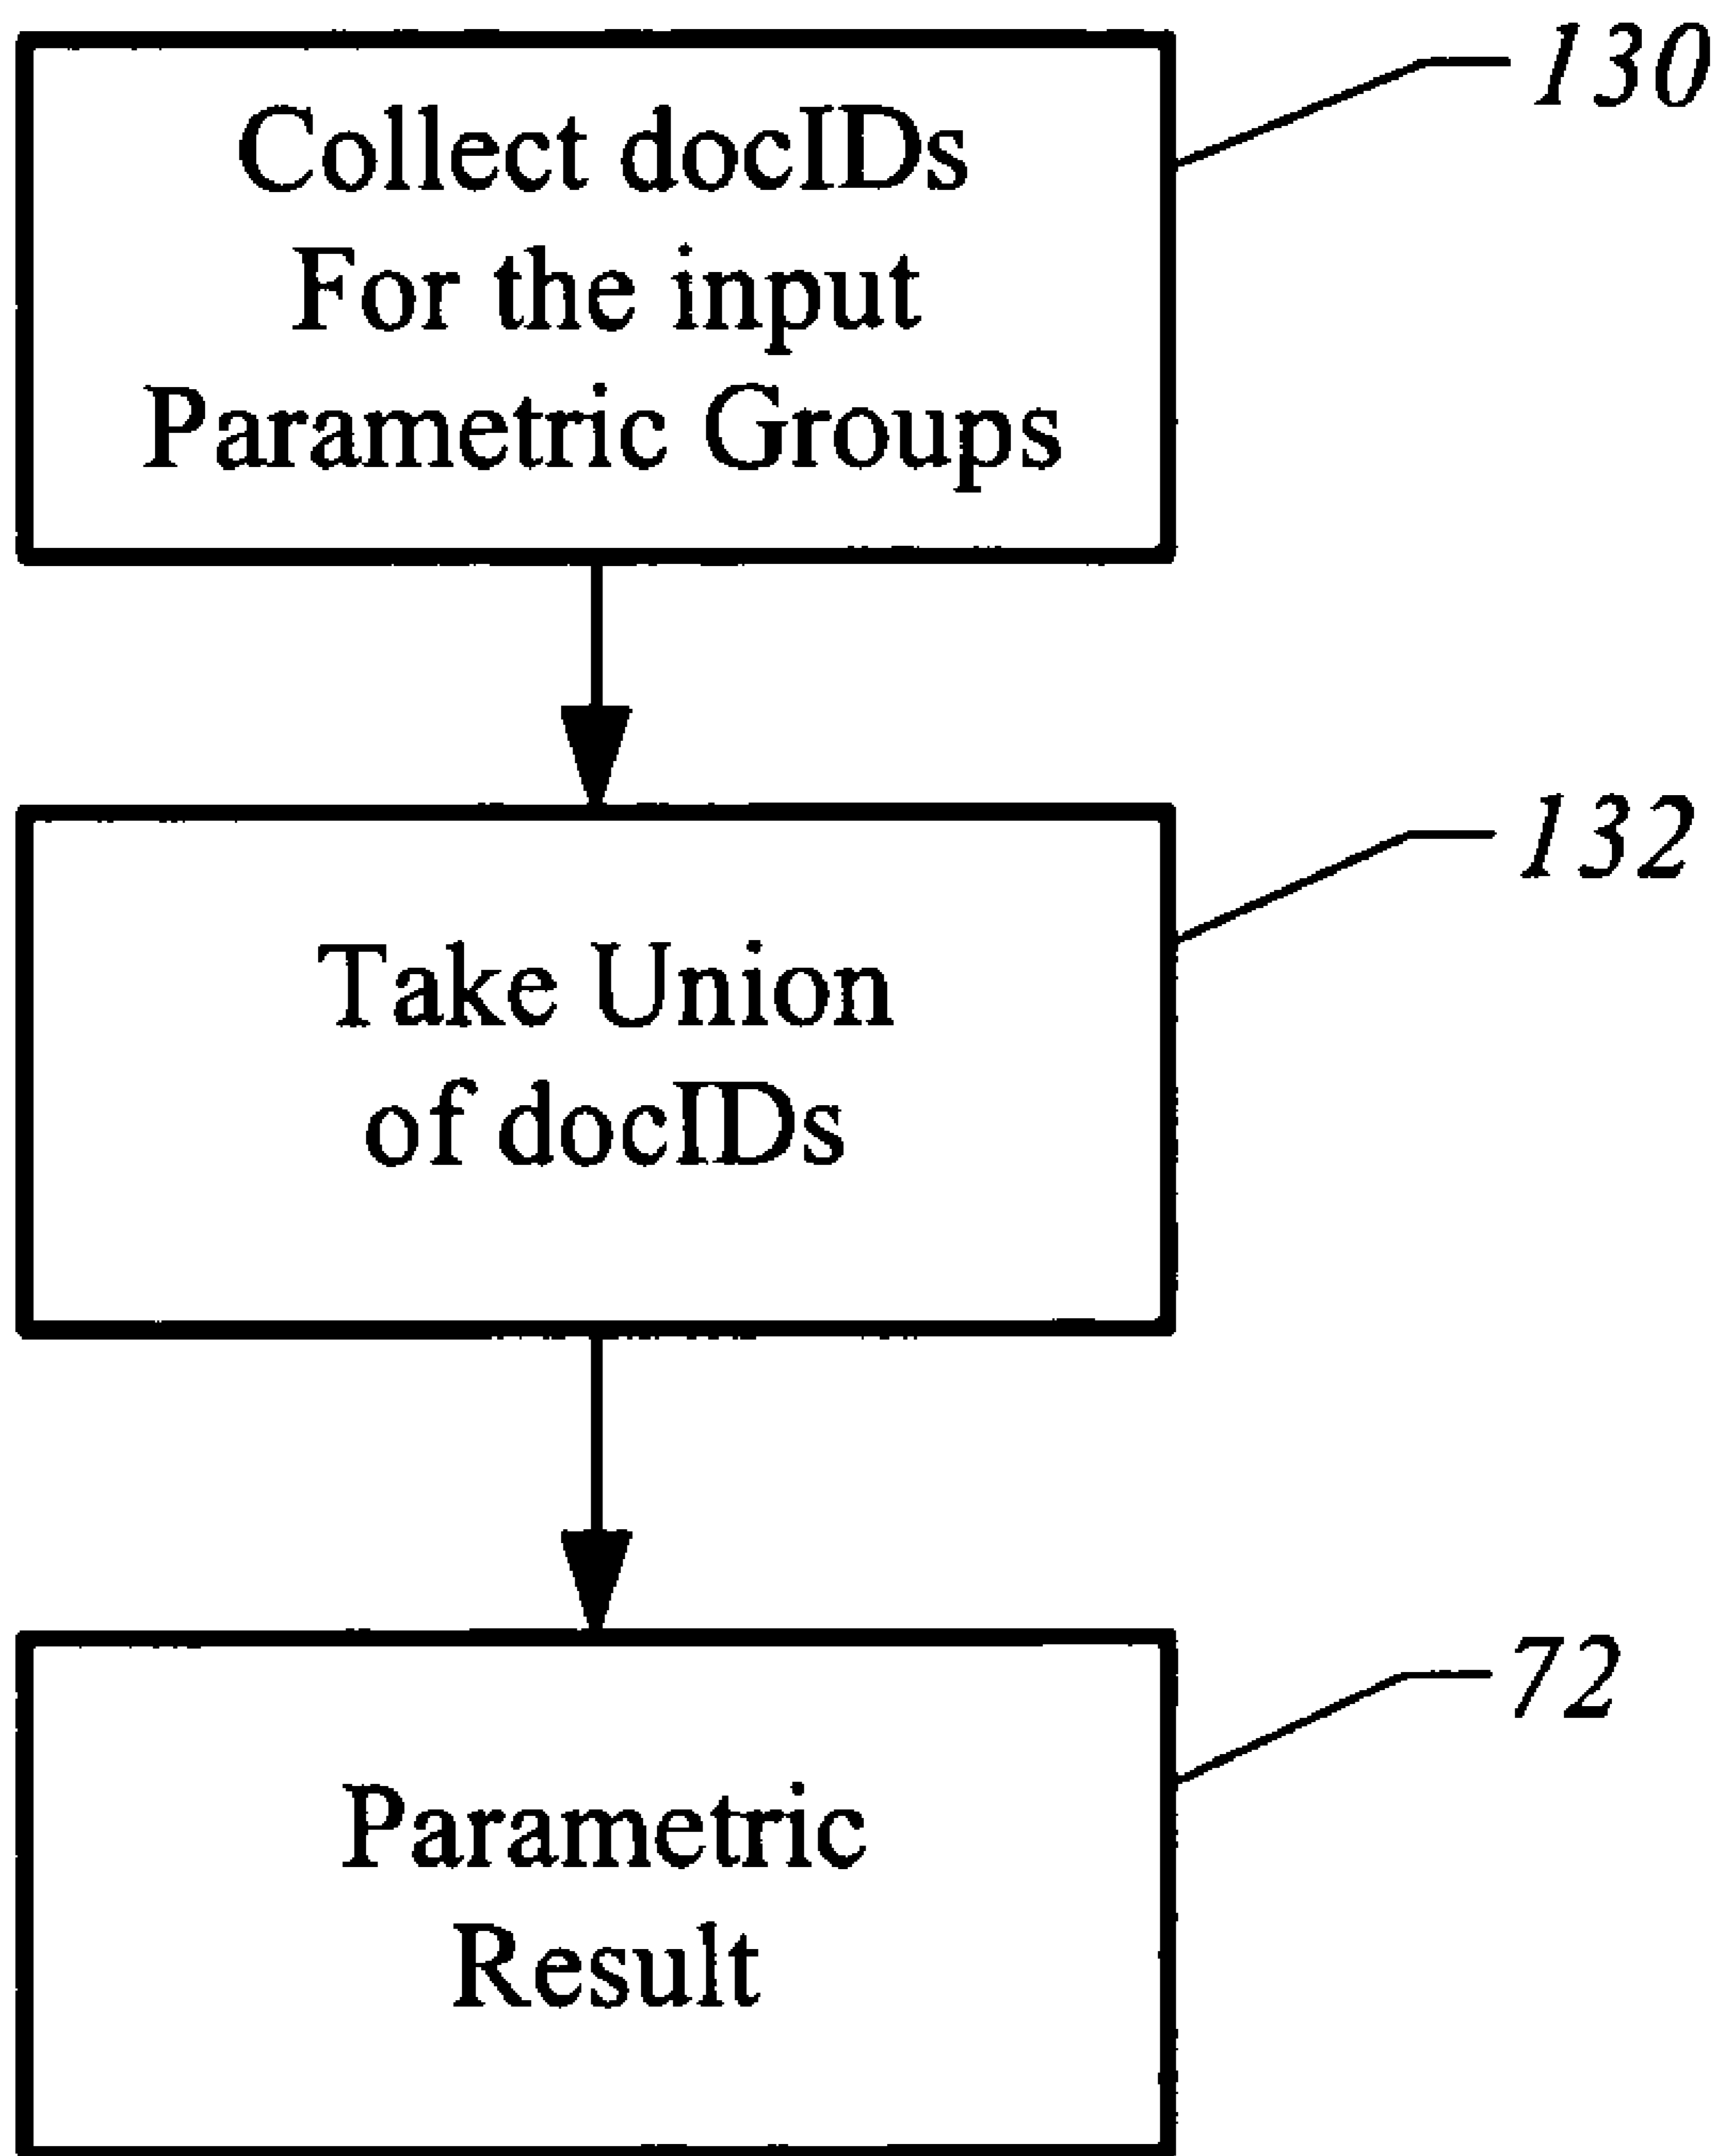 Collect docIDs
For the input
Parametric Groups
130
Take Union
of docIDs
132
Parametric
Result
72